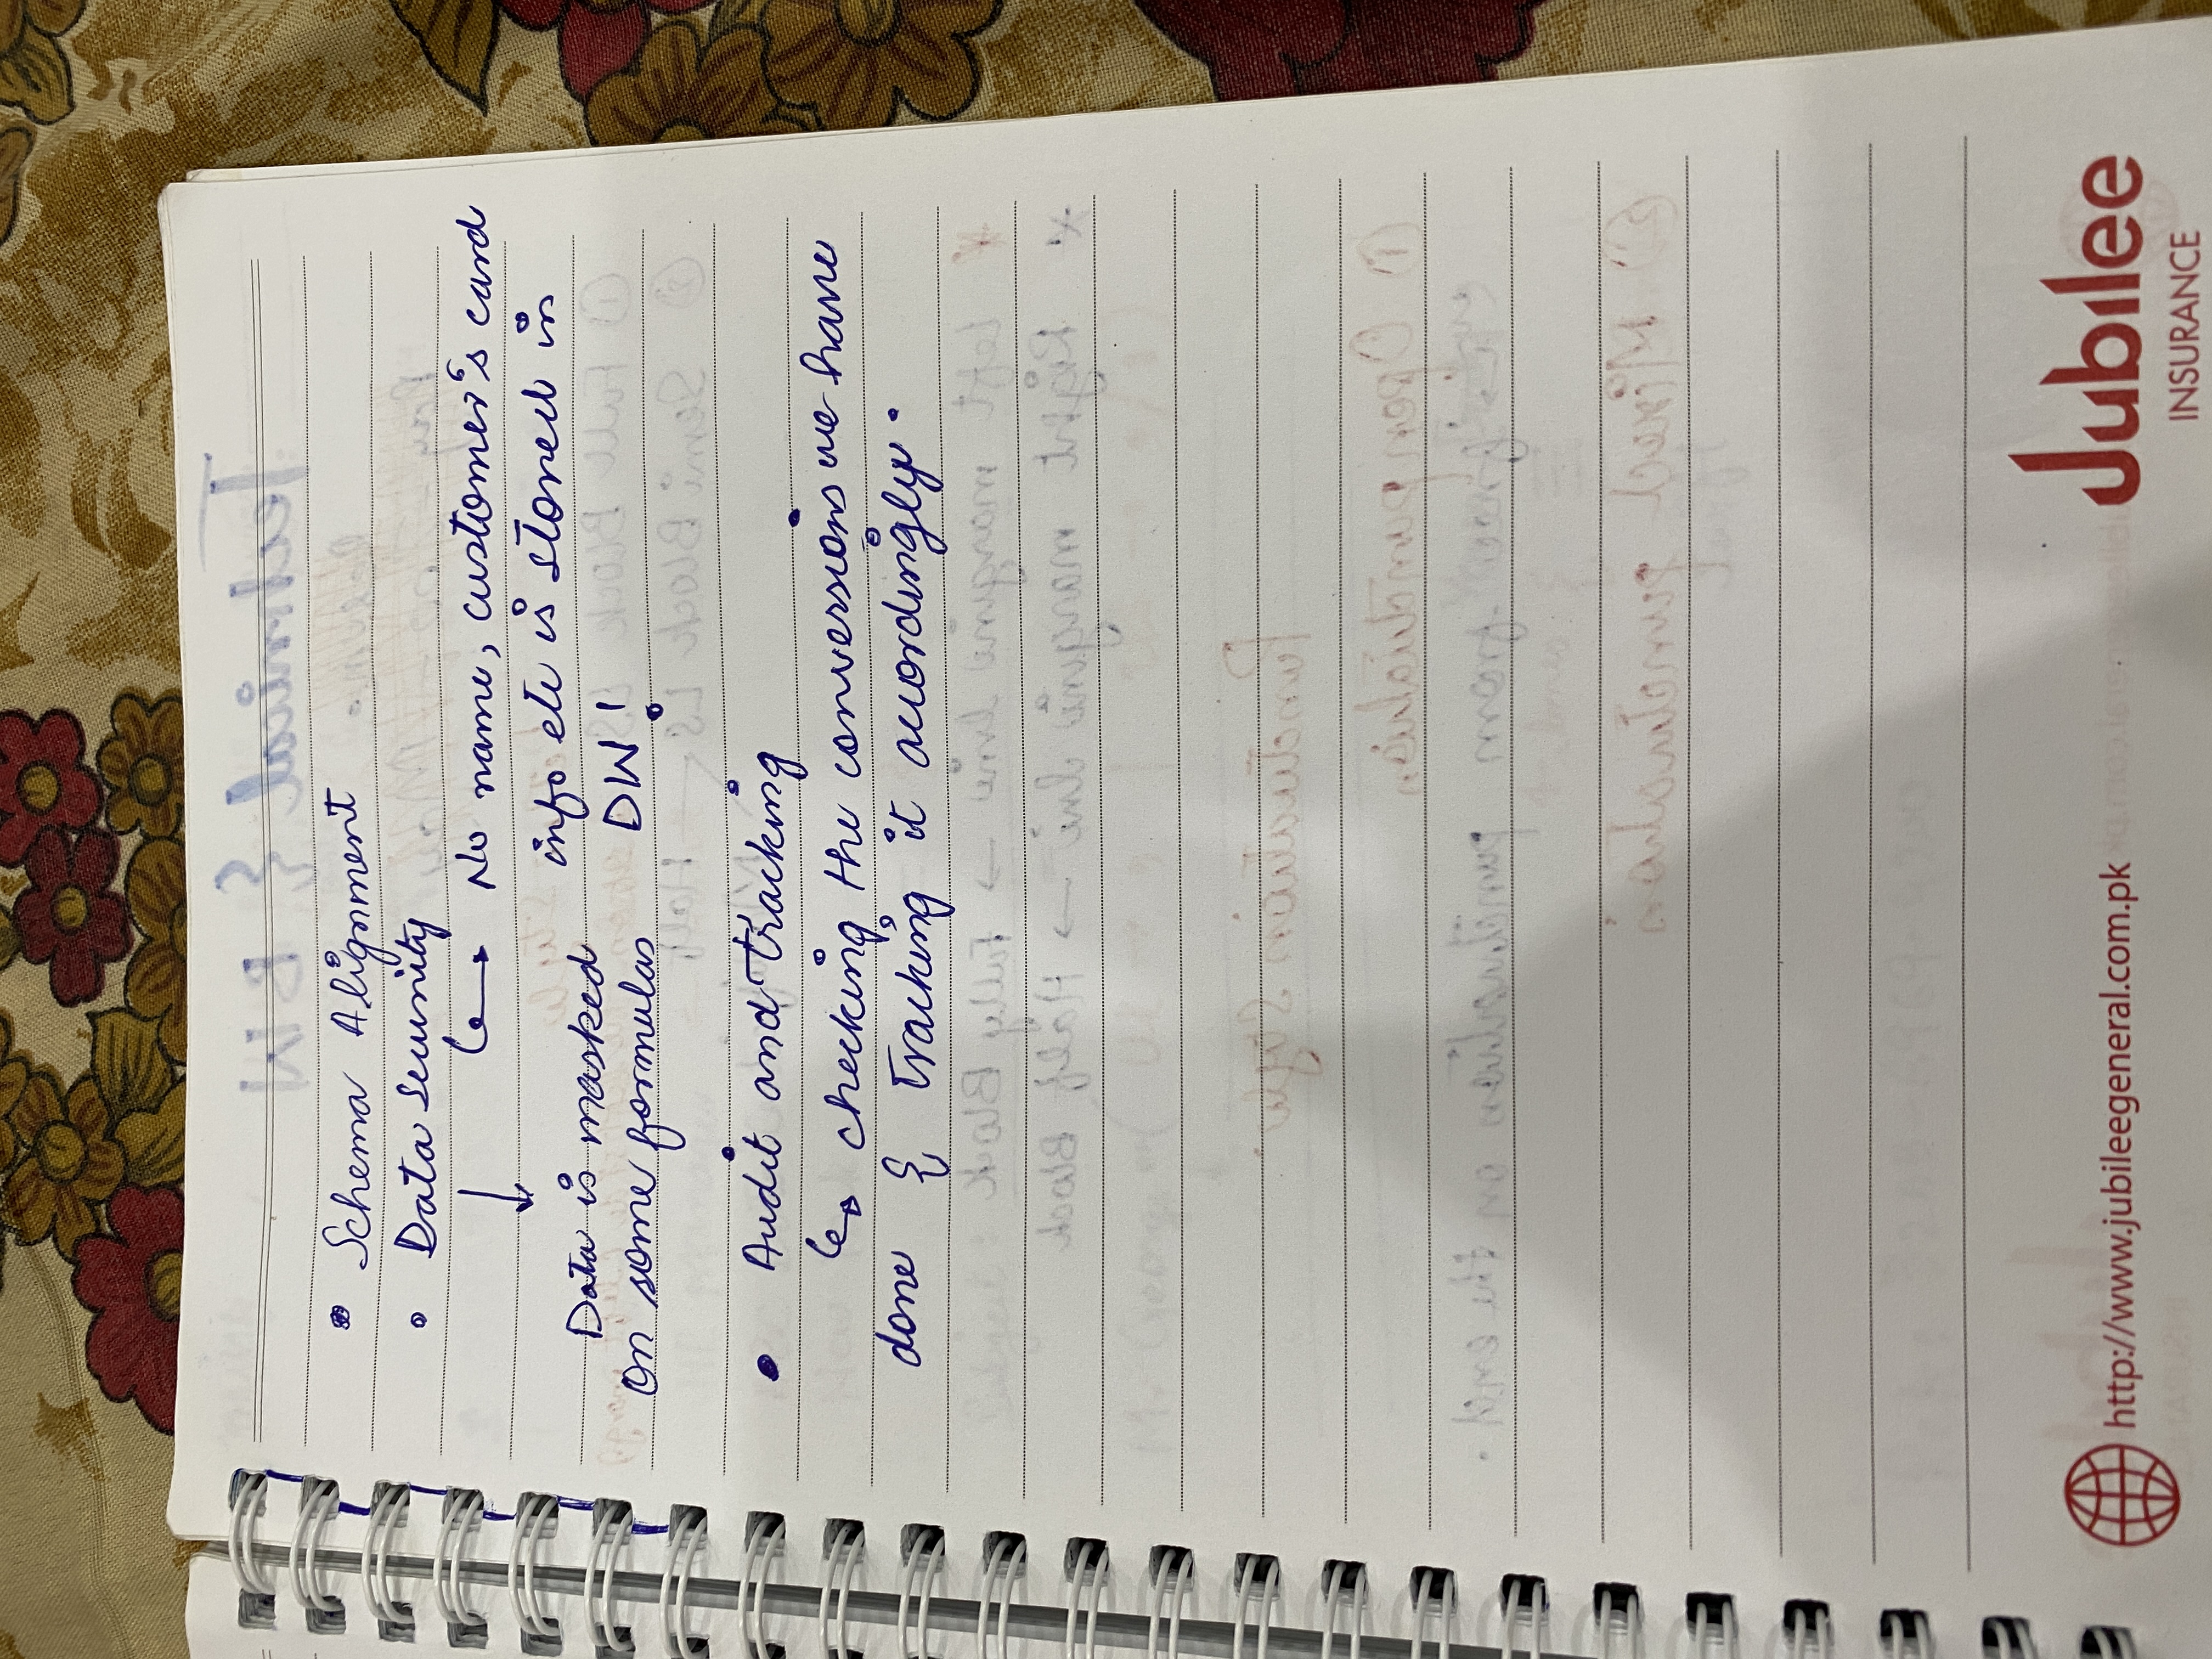 • Schema Alignment
• Data Security
↳ No name, customer's card
info etc is stored in
DW!
↓
Data is masked
on some formulas
• Audit and Tracking
↳ checking the conversions we have
done & tracking it accordingly.
http://www.jubileegeneral.com.pk
Jubilee
INSURANCE